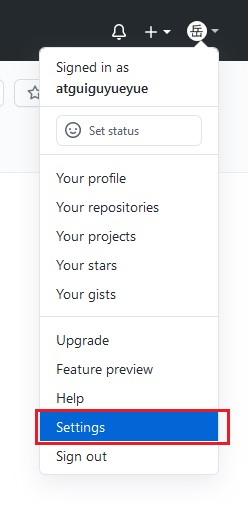 岳
Signed in as
atguiguyueyue
Set status
Your profile
Your repositories
Your projects
Your stars
Your gists
Upgrade
Feature preview
Help
Settings
Sign out